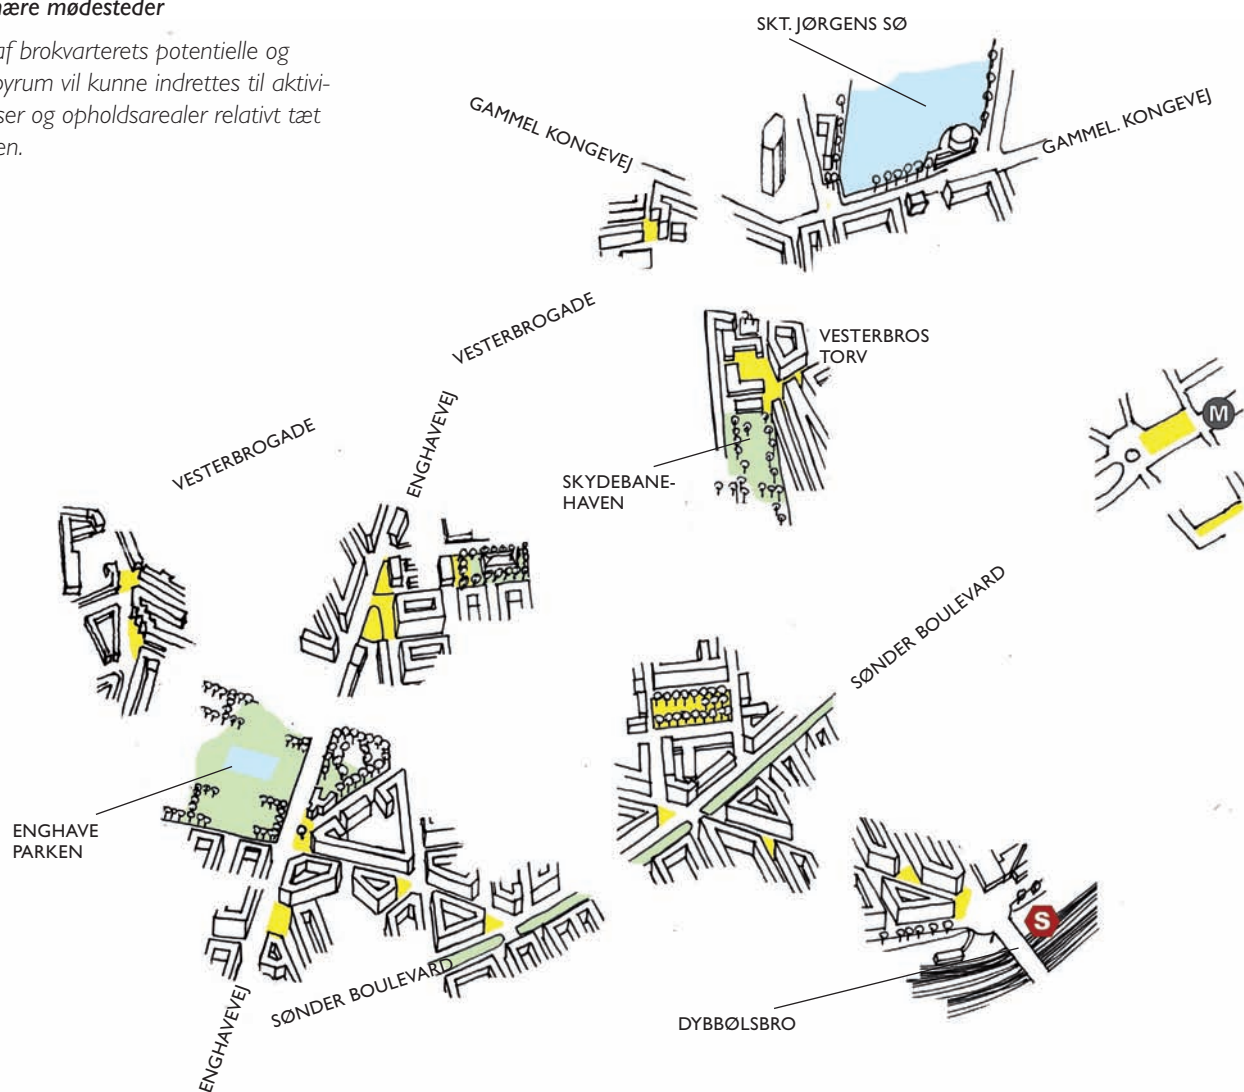 ære mødesteder
af brokvarterets potentielle og
byrum vil kunne indrettes til aktivi-
ser og opholdsarealer relativt tæt
en.
SKT. JØRGENS SØ
GAMMEL KONGEVEJ
GAMMEL. KONGEVEJ
VESTERBROGADE
VESTERBROS
TORV
ENGHAVEVEJ
VESTERBROGADE
M
SKYDEBANE-
HAVEN
SØNDER BOULEVARD
ENGHAVE
PARKEN
S
SØNDER BOULEVARD
DYBBØLSBRO
ENGHAVEVEJ